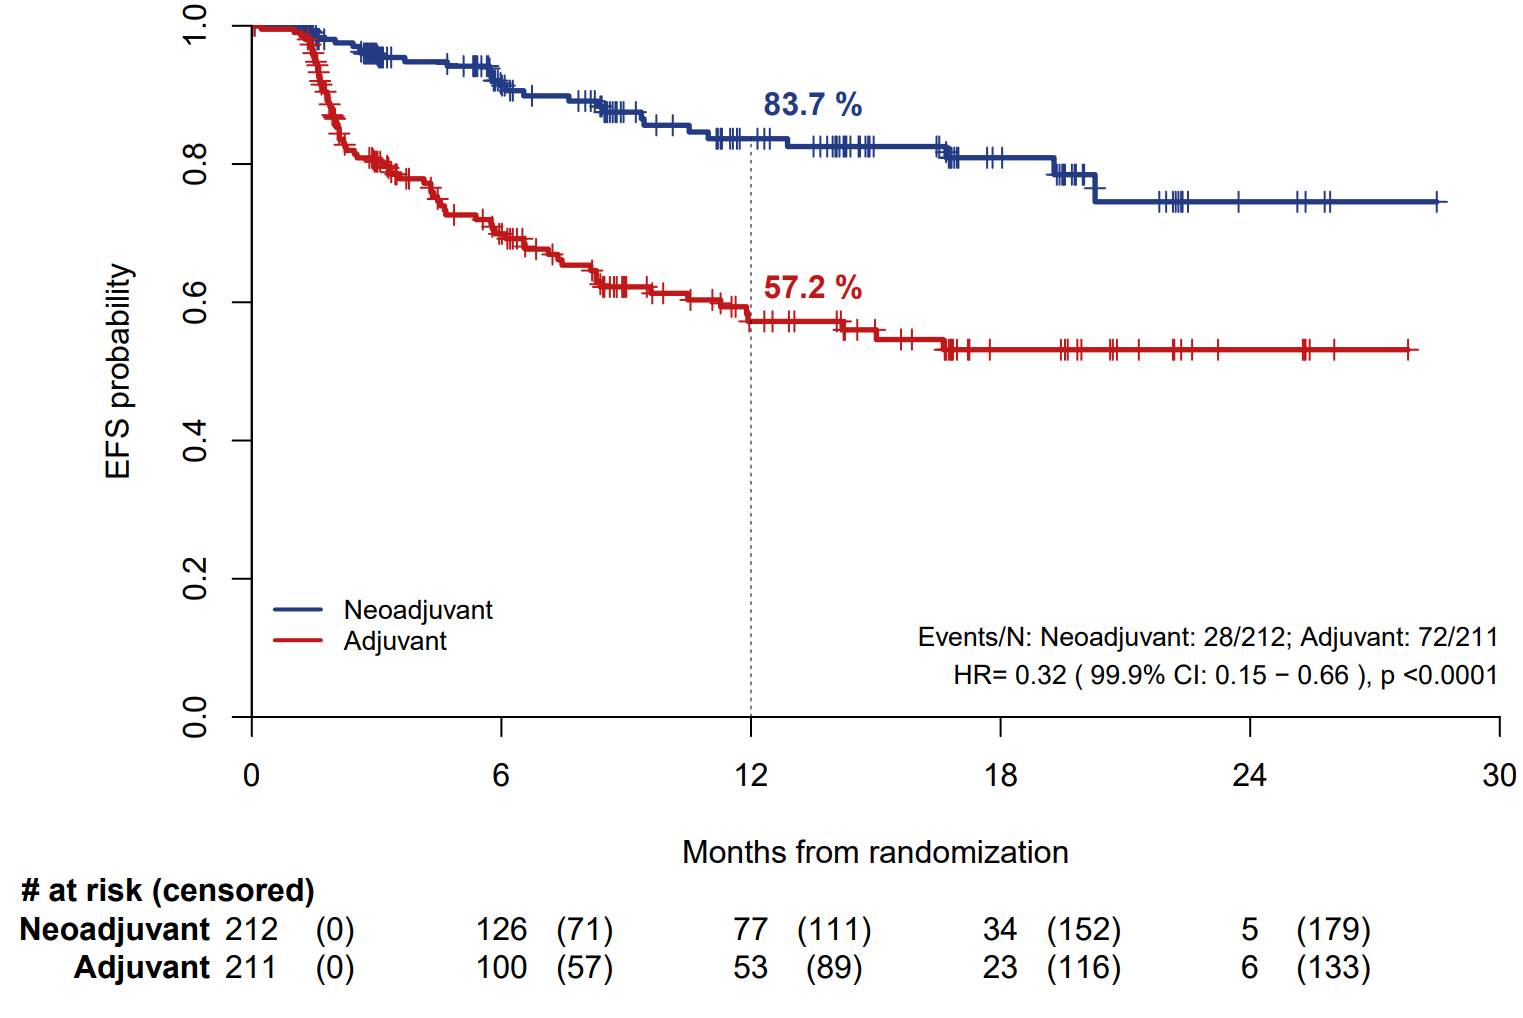 1.0
0.8
0.6
0.4
0.2
0.0
EFS probability
83.7 %
57.2 %
Neoadjuvant
Adjuvant
Events/N: Neoadjuvant: 28/212; Adjuvant: 72/211
HR= 0.32 ( 99.9% CI: 0.15 − 0.66 ), p <0.0001
0 6 12 18 24 30
Months from randomization
# at risk (censored)
Neoadjuvant 212 (0) 126 (71) 77 (111) 34 (152) 5 (179)
Adjuvant 211 (0) 100 (57) 53 (89) 23 (116) 6 (133)